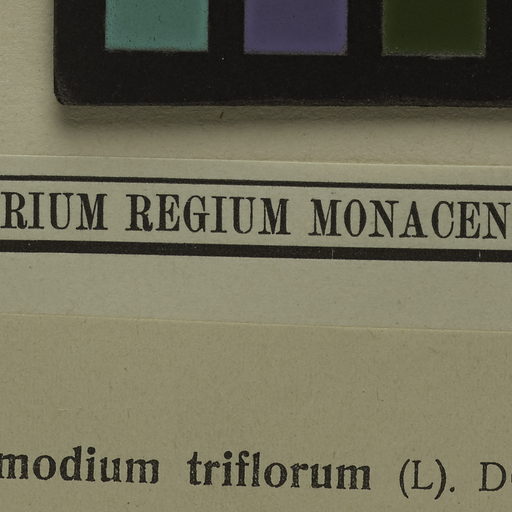 RIUM REGIUM MONACEN
modium triflorum (L). D